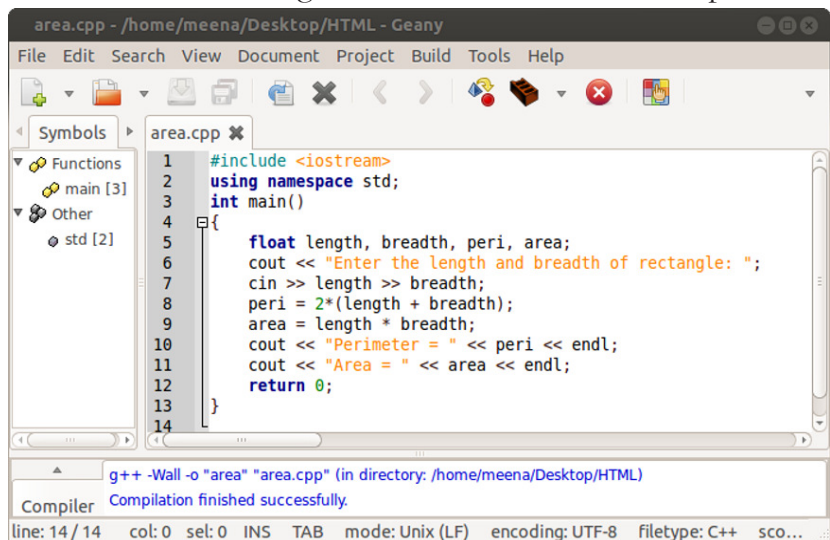 area.cpp - /home/meena/Desktop/HTML - Geany
File Edit Search View Document Project Build Tools Help
Symbols area.cpp
Functions
main [3]
Other
std [2]
1 #include <iostream>
2 using namespace std;
3 int main()
4 {
5 float length, breadth, peri, area;
6 cout << "Enter the length and breadth of rectangle: ";
7 cin >> length >> breadth;
8 peri = 2*(length + breadth);
9 area = length * breadth;
10 cout << "Perimeter = " << peri << endl;
11 cout << "Area = " << area << endl;
12 return 0;
13 }
14
g++ -Wall -o "area" "area.cpp" (in directory: /home/meena/Desktop/HTML)
Compiler Compilation finished successfully.
line: 14 / 14 col: 0 sel: 0 INS TAB mode: Unix (LF) encoding: UTF-8 filetype: C++ sco...